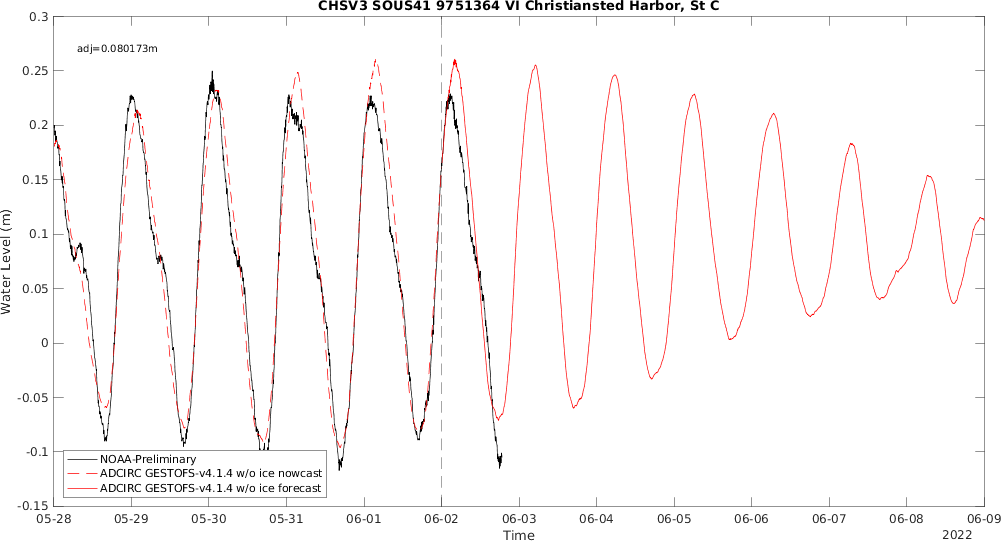 CHSV3 SOUS41 9751364 VI Christiansted Harbor, St C
adj=0.080173m
0.3
0.25
0.2
0.15
0.1
0.05
0
-0.05
-0.1
-0.15
Water Level (m)
NOAA-Preliminary
ADCIRC GESTOFS-v4.1.4 w/o ice nowcast
ADCIRC GESTOFS-v4.1.4 w/o ice forecast
05-28 05-29 05-30 05-31 06-01 06-02 06-03 06-04 06-05 06-06 06-07 06-08 06-09
Time
2022